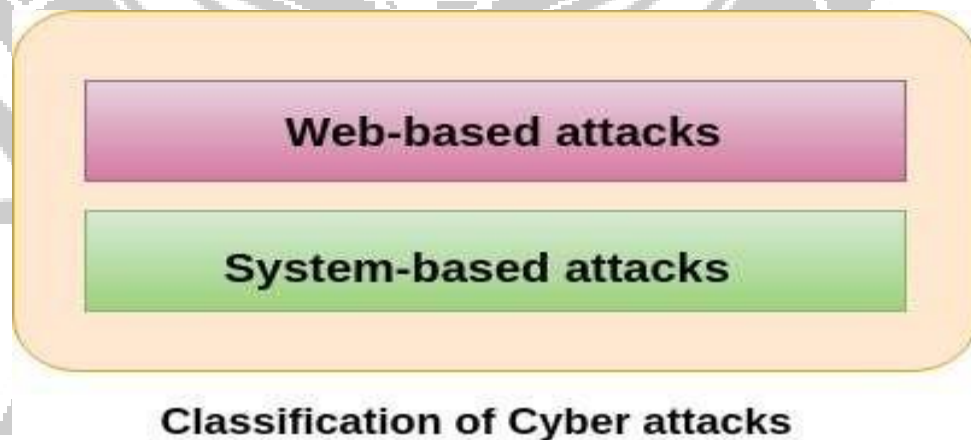 Web-based attacks
System-based attacks
Classification of Cyber attacks